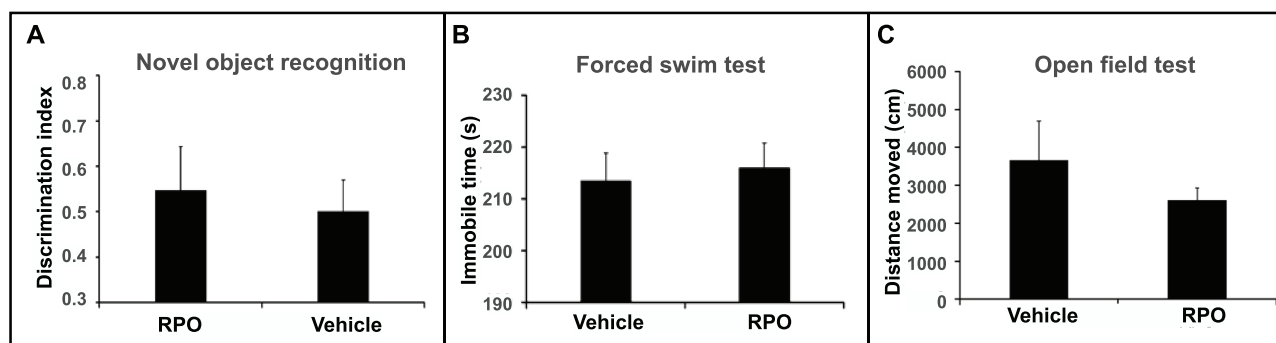 A
Novel object recognition
Discrimination index
0.8
0.7
0.6
0.5
0.4
0.3
RPO
Vehicle
B
Forced swim test
Immobile time (s)
230
220
210
200
190
Vehicle
RPO
C
Open field test
Distance moved (cm)
6000
5000
4000
3000
2000
1000
0
Vehicle
RPO